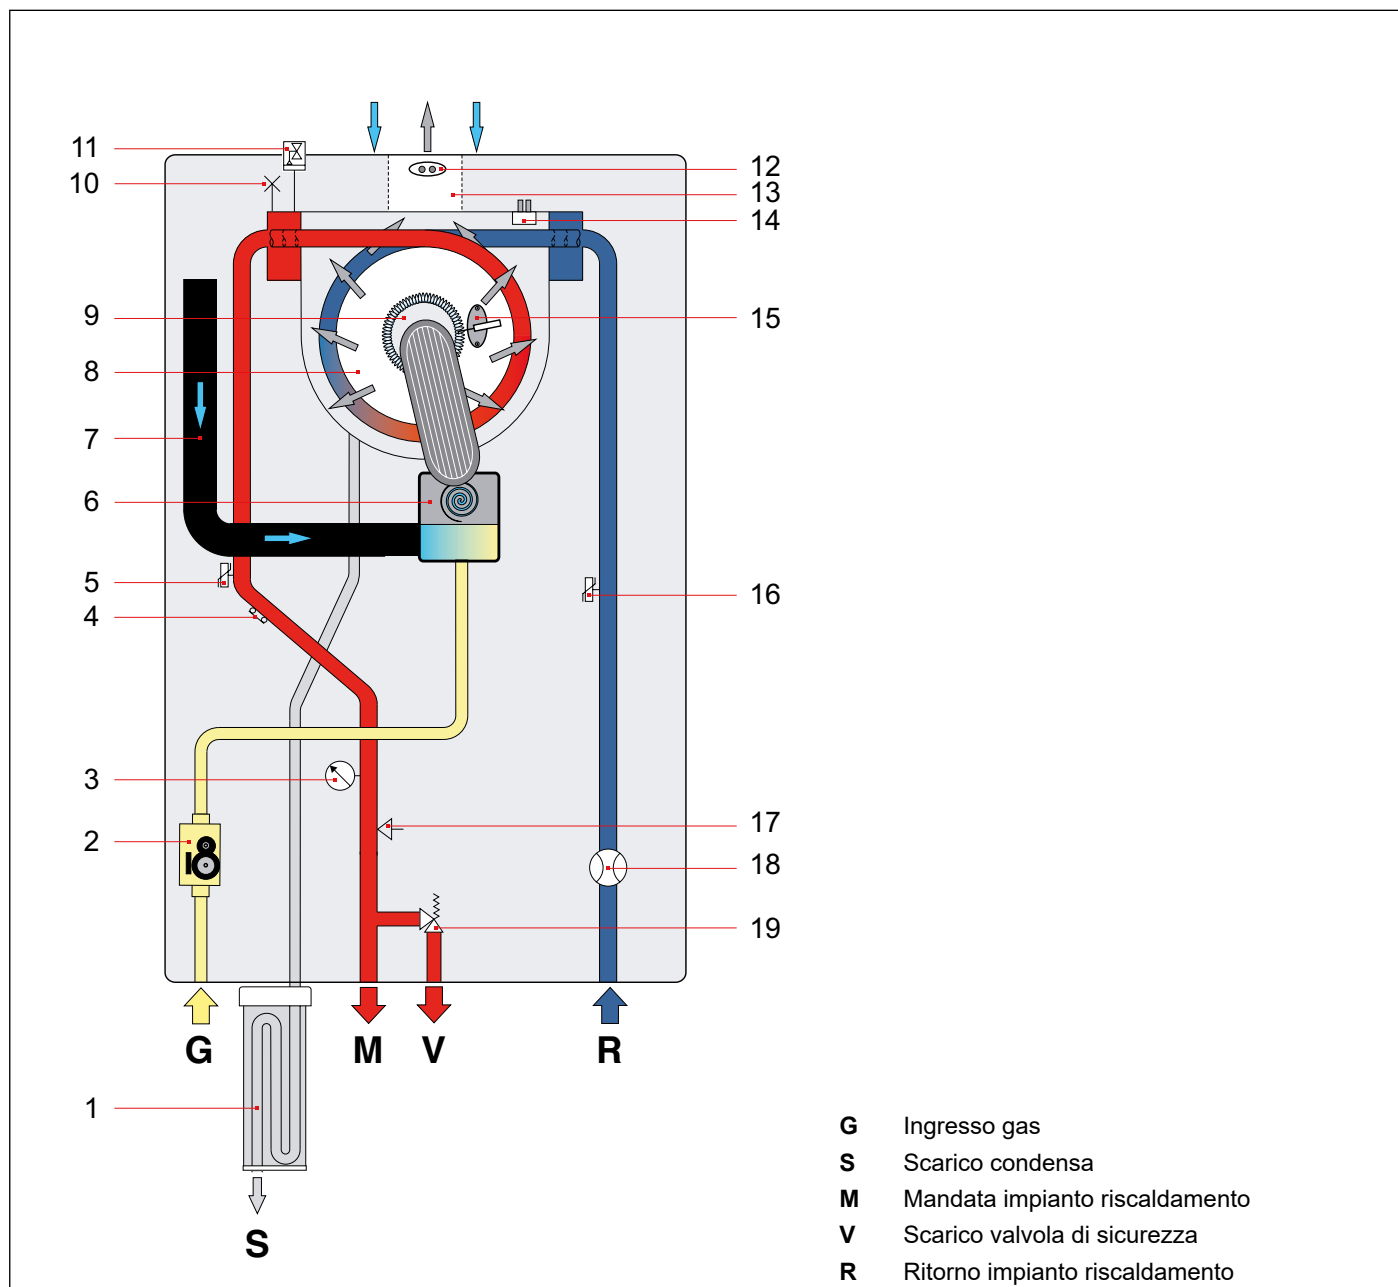 11
10
9
8
7
6
5
4
3
2
1
12
13
14
15
16
17
18
19
G
M
V
R
S
G Ingresso gas
S Scarico condensa
M Mandata impianto riscaldamento
V Scarico valvola di sicurezza
R Ritorno impianto riscaldamento